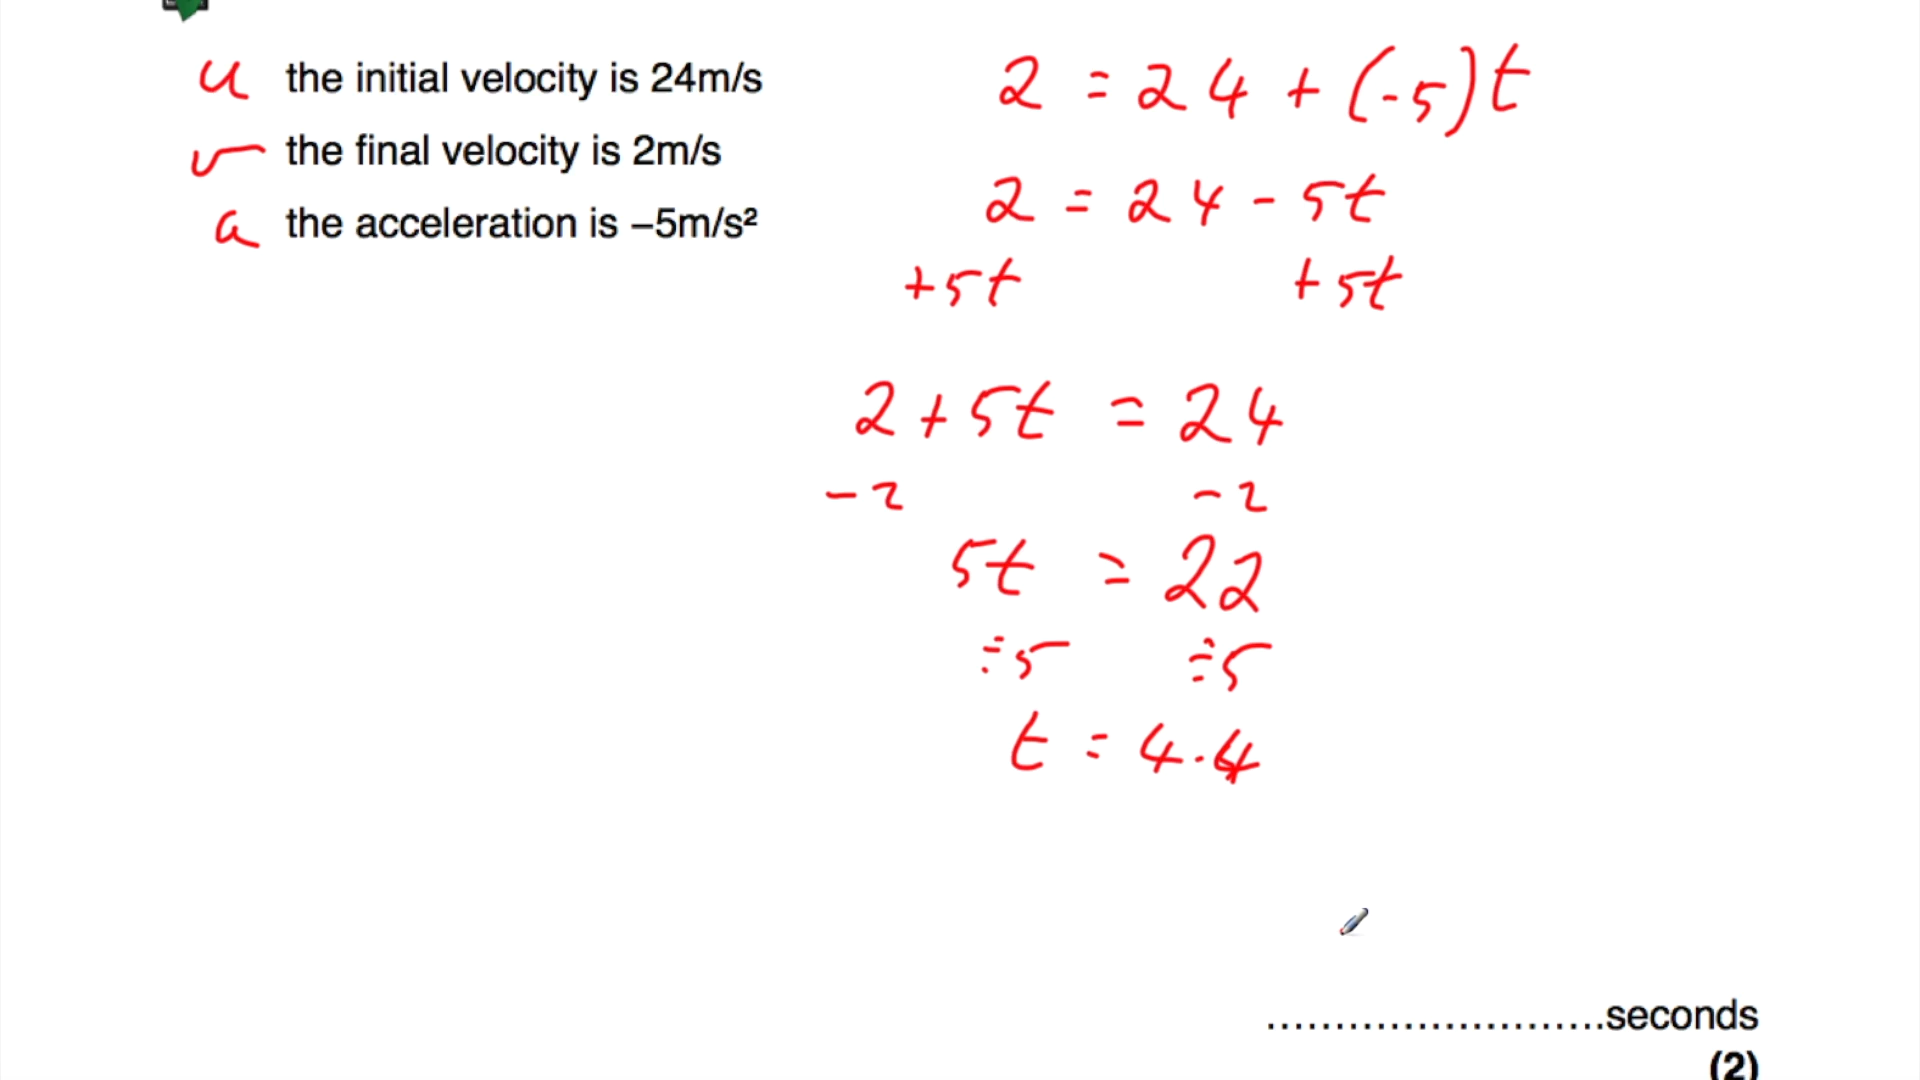 u the initial velocity is 24m/s
v the final velocity is 2m/s
a the acceleration is –5m/s²
2 = 24 + (-5)t
2 = 24 - 5t
+5t +5t
2 + 5t = 24
-2 -2
5t = 22
÷5 ÷5
t = 4.4
.........................seconds
(2)